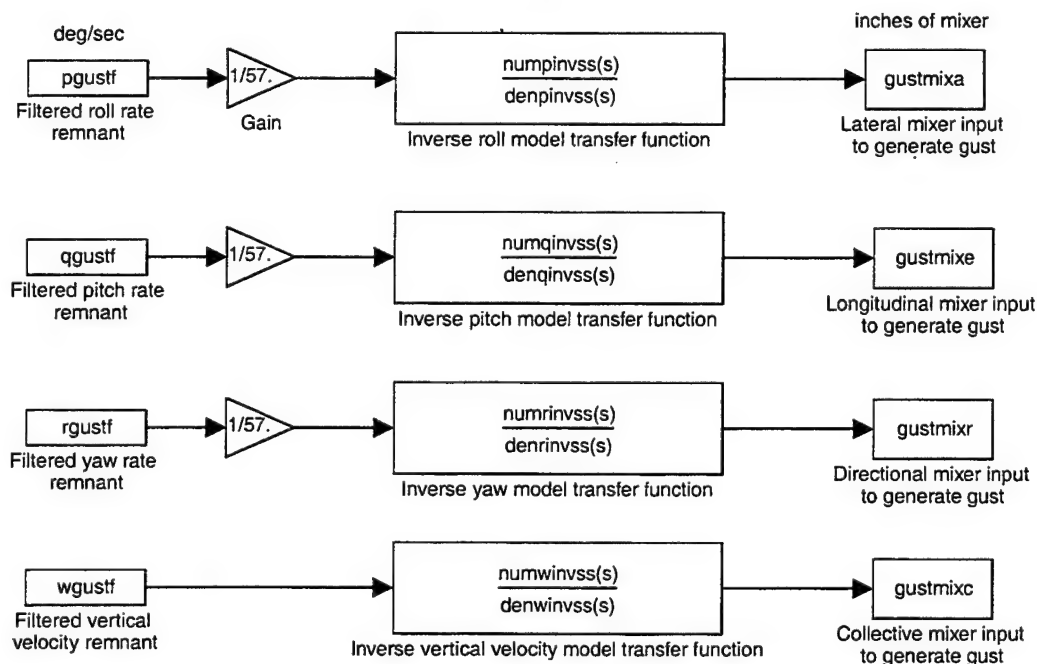 deg/sec
inches of mixer
pgustf
1/57.
numpinvss(s)
denpinvss(s)
gustmixa
Filtered roll rate
remnant
Gain
Inverse roll model transfer function
Lateral mixer input
to generate gust
qgustf
1/57.
numqinvss(s)
denqinvss(s)
gustmixe
Filtered pitch rate
remnant
Inverse pitch model transfer function
Longitudinal mixer input
to generate gust
rgustf
1/57.
numrinvss(s)
denrinvss(s)
gustmixr
Filtered yaw rate
remnant
Inverse yaw model transfer function
Directional mixer input
to generate gust
wgustf
numwinvss(s)
denwinvss(s)
gustmixc
Filtered vertical
velocity remnant
Inverse vertical velocity model transfer function
Collective mixer input
to generate gust